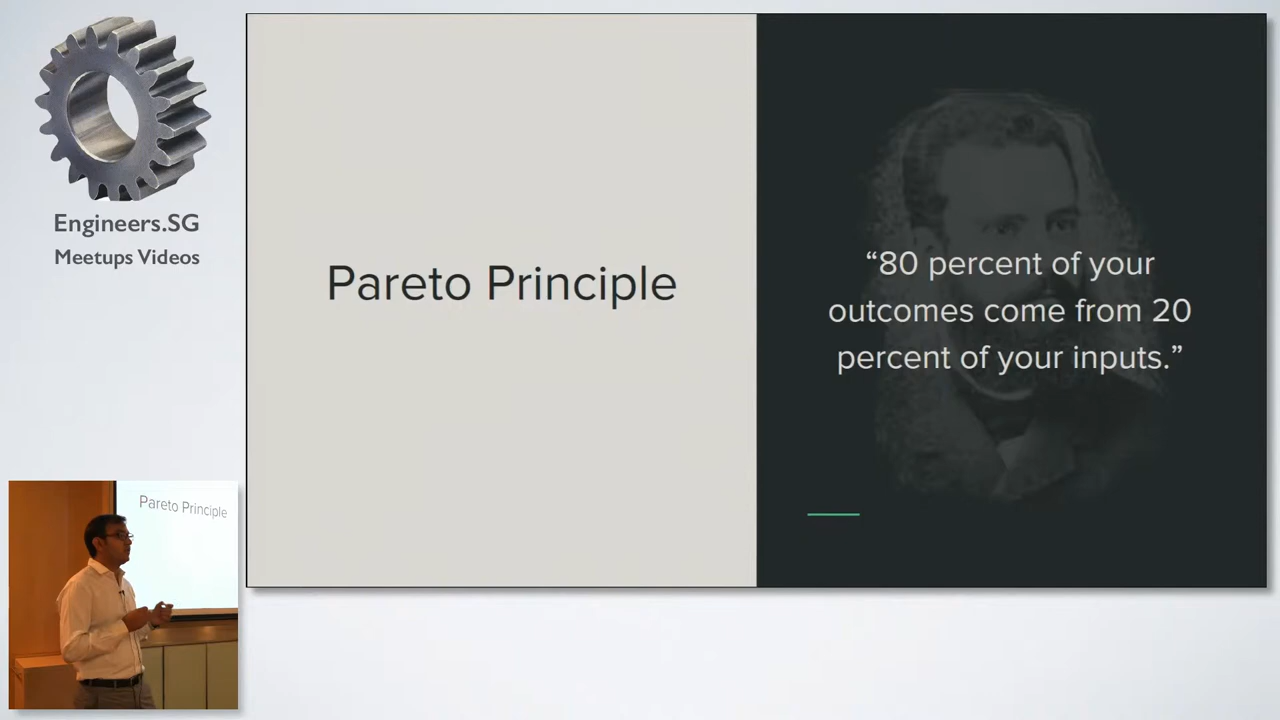 Engineers.SG
Meetups Videos
Pareto Principle
“80 percent of your
outcomes come from 20
percent of your inputs.”
Pareto Principle